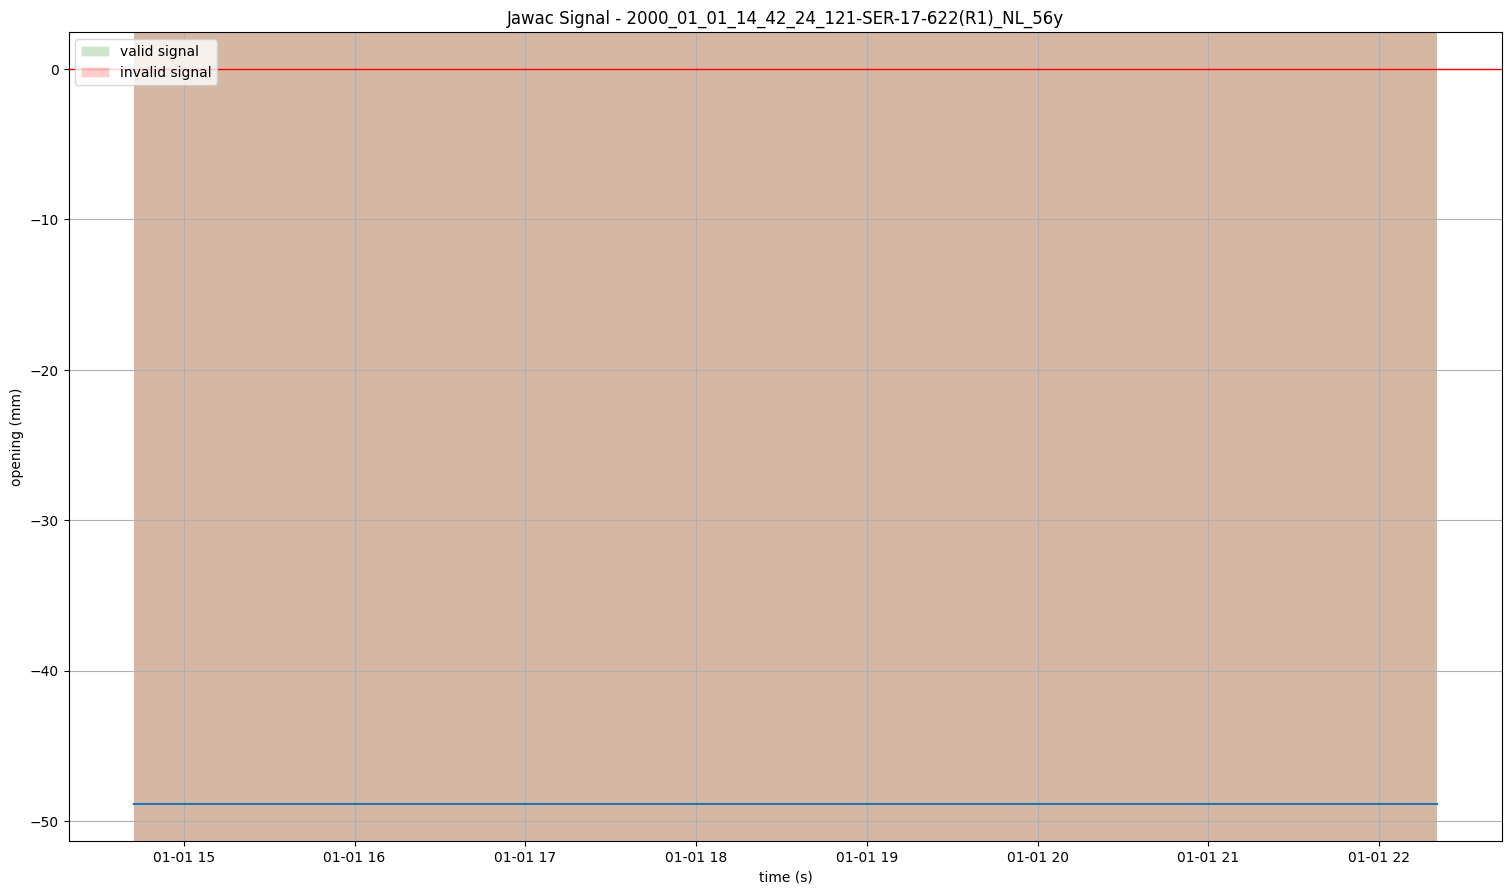 Jawac Signal - 2000_01_01_14_42_24_121-SER-17-622(R1)_NL_56y
valid signal
invalid signal
0
−10
−20
−30
−40
−50
opening (mm)
01-01 15
01-01 16
01-01 17
01-01 18
01-01 19
01-01 20
01-01 21
01-01 22
time (s)